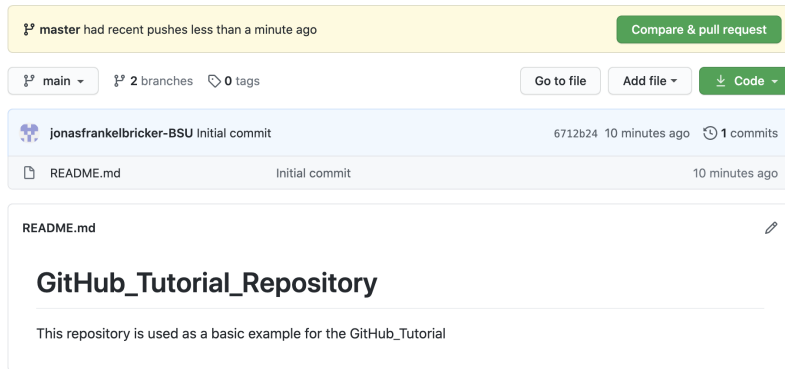 master had recent pushes less than a minute ago Compare & pull request
main 2 branches 0 tags Go to file Add file Code
jonasfrankelbricker-BSU Initial commit 6712b24 10 minutes ago 1 commits
README.md Initial commit 10 minutes ago
README.md
GitHub_Tutorial_Repository
This repository is used as a basic example for the GitHub_Tutorial